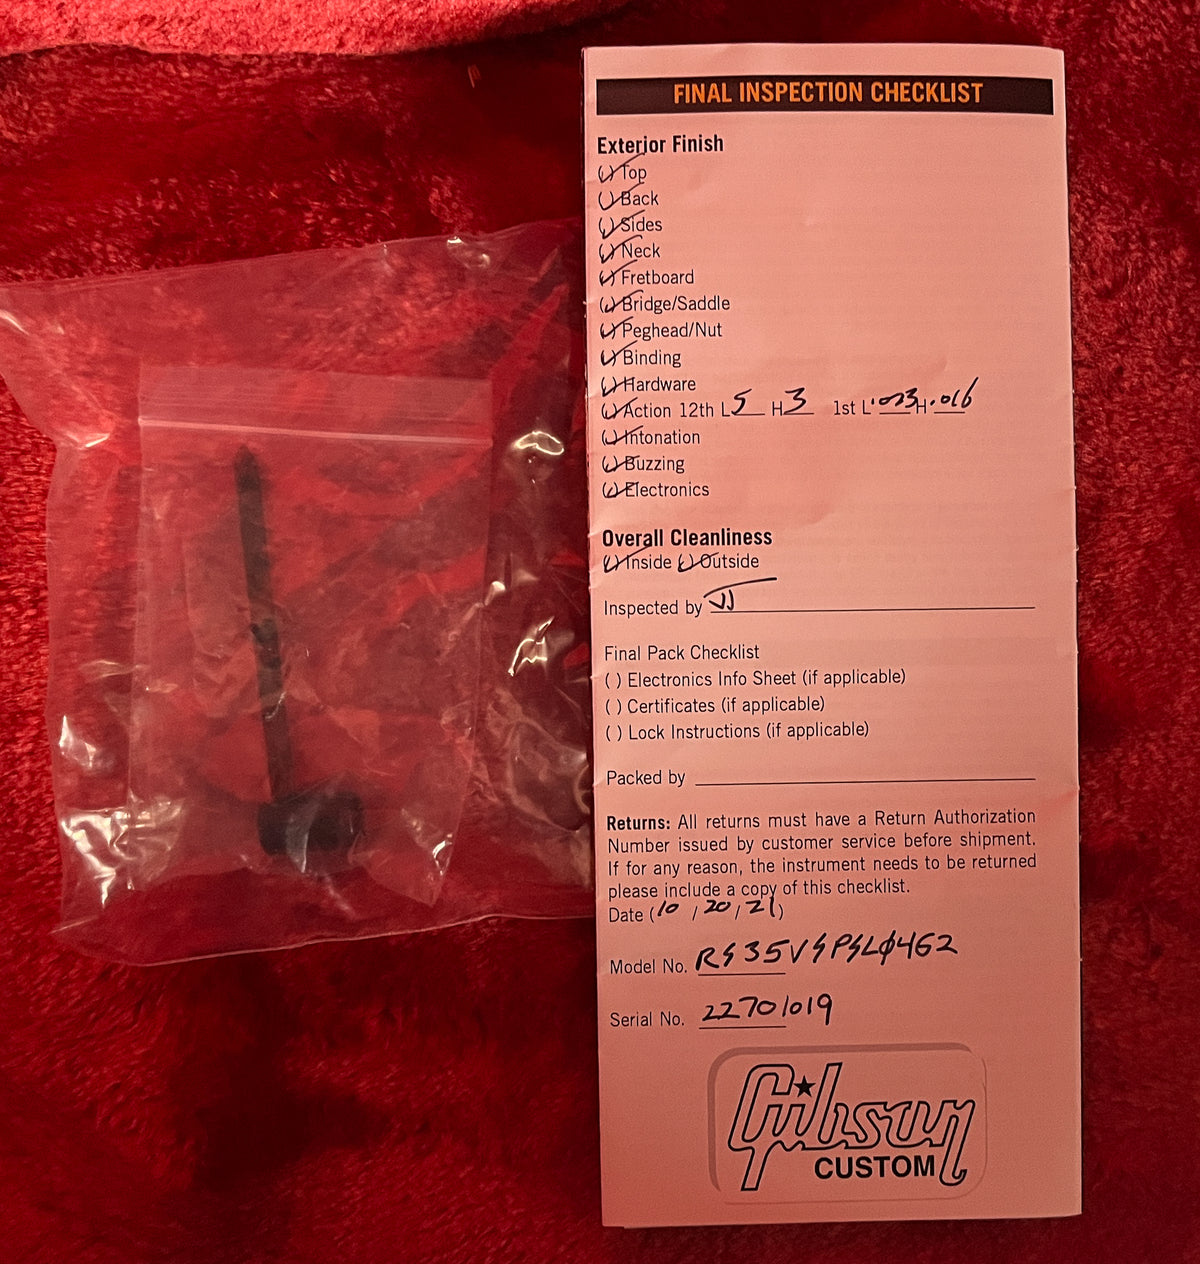 FINAL INSPECTION CHECKLIST
Exterior Finish
(✓) Top
(✓) Back
(✓) Sides
(✓) Neck
(✓) Fretboard
(✓) Bridge/Saddle
(✓) Peghead/Nut
(✓) Binding
(✓) Hardware
(✓) Action 12th L 5 H 3 1st L .023 H .016
(✓) Intonation
(✓) Buzzing
(✓) Electronics
Overall Cleanliness
(✓) Inside (✓) Outside
Inspected by JJ
Final Pack Checklist
( ) Electronics Info Sheet (if applicable)
( ) Certificates (if applicable)
( ) Lock Instructions (if applicable)
Packed by
Returns: All returns must have a Return Authorization
Number issued by customer service before shipment.
If for any reason, the instrument needs to be returned
please include a copy of this checklist.
Date (10 / 20 / 21)
Model No. RS35VSPSLØ462
Serial No. 22701019
Gibson
CUSTOM